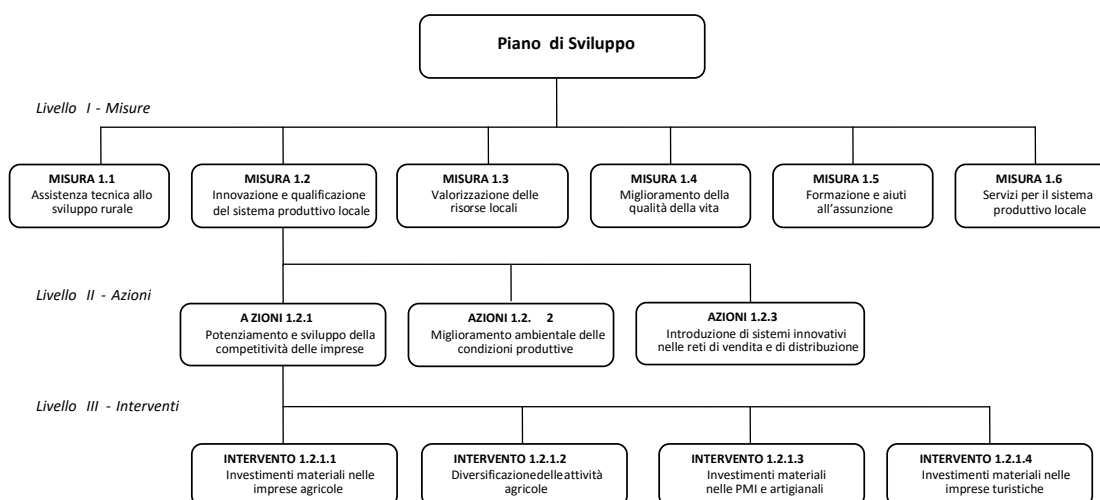 Piano di Sviluppo
Livello I - Misure
MISURA 1.1
Assistenza tecnica allo
sviluppo rurale
MISURA 1.2
Innovazione e qualificazione
del sistema produttivo locale
MISURA 1.3
Valorizzazione delle
risorse locali
MISURA 1.4
Miglioramento della
qualità della vita
MISURA 1.5
Formazione e aiuti
all'assunzione
MISURA 1.6
Servizi per il sistema
produttivo locale
Livello II - Azioni
A ZIONI 1.2.1
Potenziamento e sviluppo della
competitività delle imprese
AZIONI 1.2. 2
Miglioramento ambientale delle
condizioni produttive
AZIONI 1.2.3
Introduzione di sistemi innovativi
nelle reti di vendita e di distribuzione
Livello III - Interventi
INTERVENTO 1.2.1.1
Investimenti materiali nelle
imprese agricole
INTERVENTO 1.2.1.2
Diversificazione delle attività
agricole
INTERVENTO 1.2.1.3
Investimenti materiali
nelle PMI e artigianali
INTERVENTO 1.2.1.4
Investimenti materiali nelle
imprese turistiche